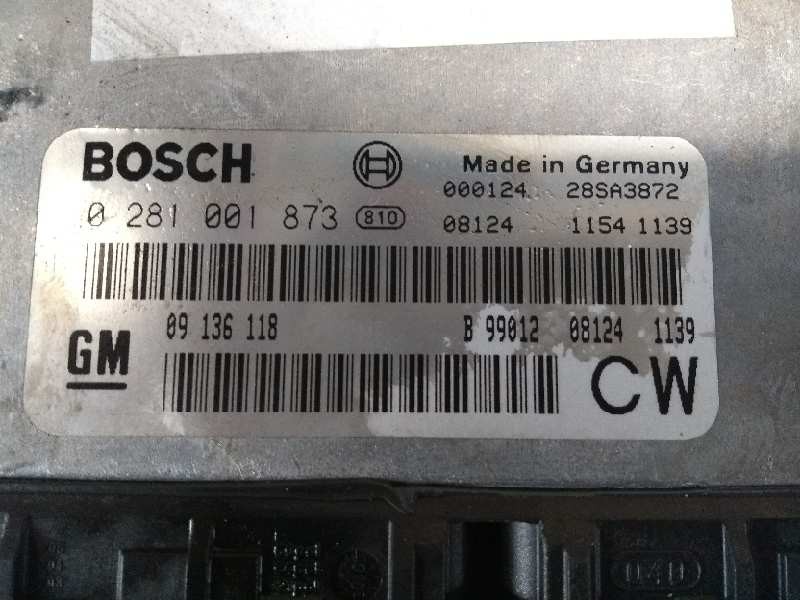 BOSCH Made in Germany
000124 28SA3872
0 281 001 873 810 08124 1154 1139
09 136 118 B 99012 08124 1139
GM CW
040